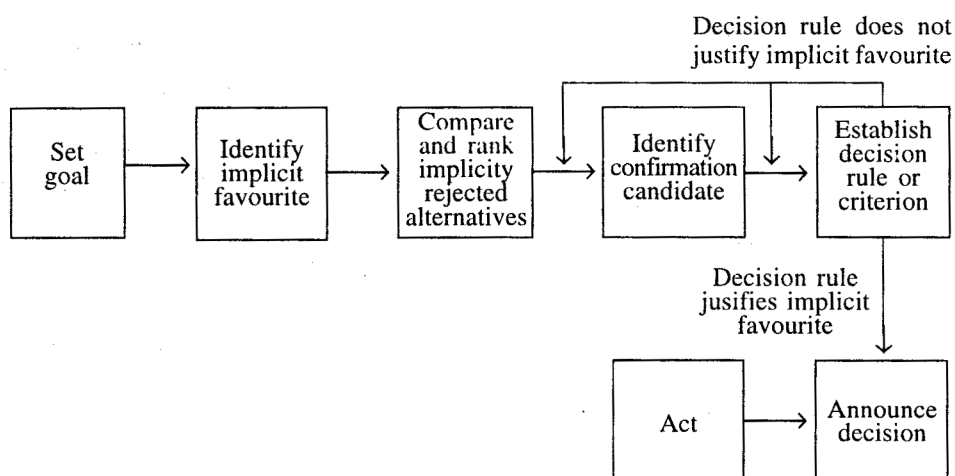 Decision rule does not
justify implicit favourite
Set
goal
Identify
implicit
favourite
Compare
and rank
implicity
rejected
alternatives
Identify
confirmation
candidate
Establish
decision
rule or
criterion
Decision rule
jusifies implicit
favourite
Act
Announce
decision